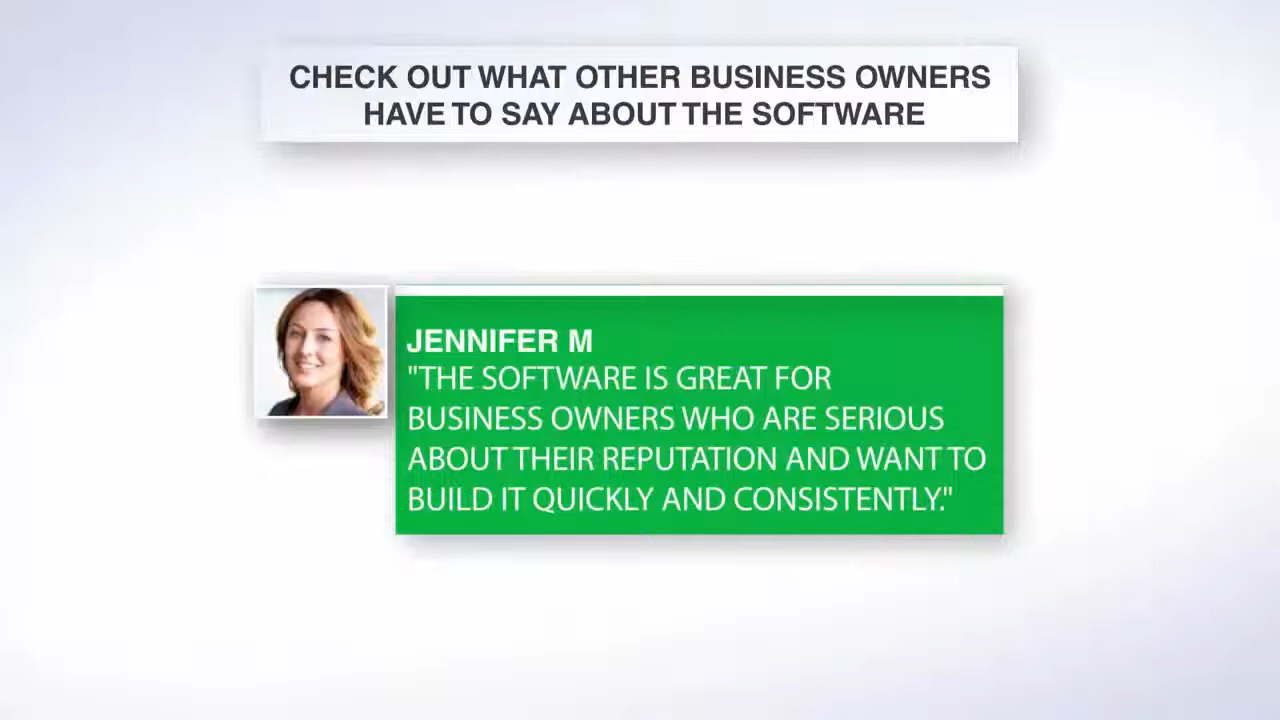 CHECK OUT WHAT OTHER BUSINESS OWNERS
HAVE TO SAY ABOUT THE SOFTWARE
JENNIFER M
"THE SOFTWARE IS GREAT FOR
BUSINESS OWNERS WHO ARE SERIOUS
ABOUT THEIR REPUTATION AND WANT TO
BUILD IT QUICKLY AND CONSISTENTLY."